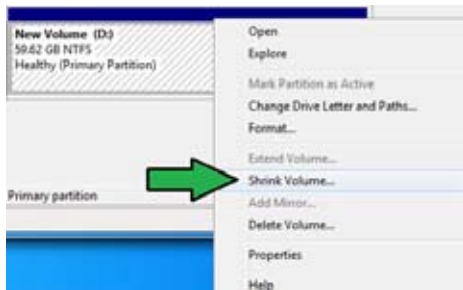 New Volume (D:)
59.62 GB NTFS
Healthy (Primary Partition)
Primary partition
Open
Explore
Mark Partition as Active
Change Drive Letter and Paths...
Format...
Extend Volume...
Shrink Volume...
Add Mirror...
Delete Volume...
Properties
Help